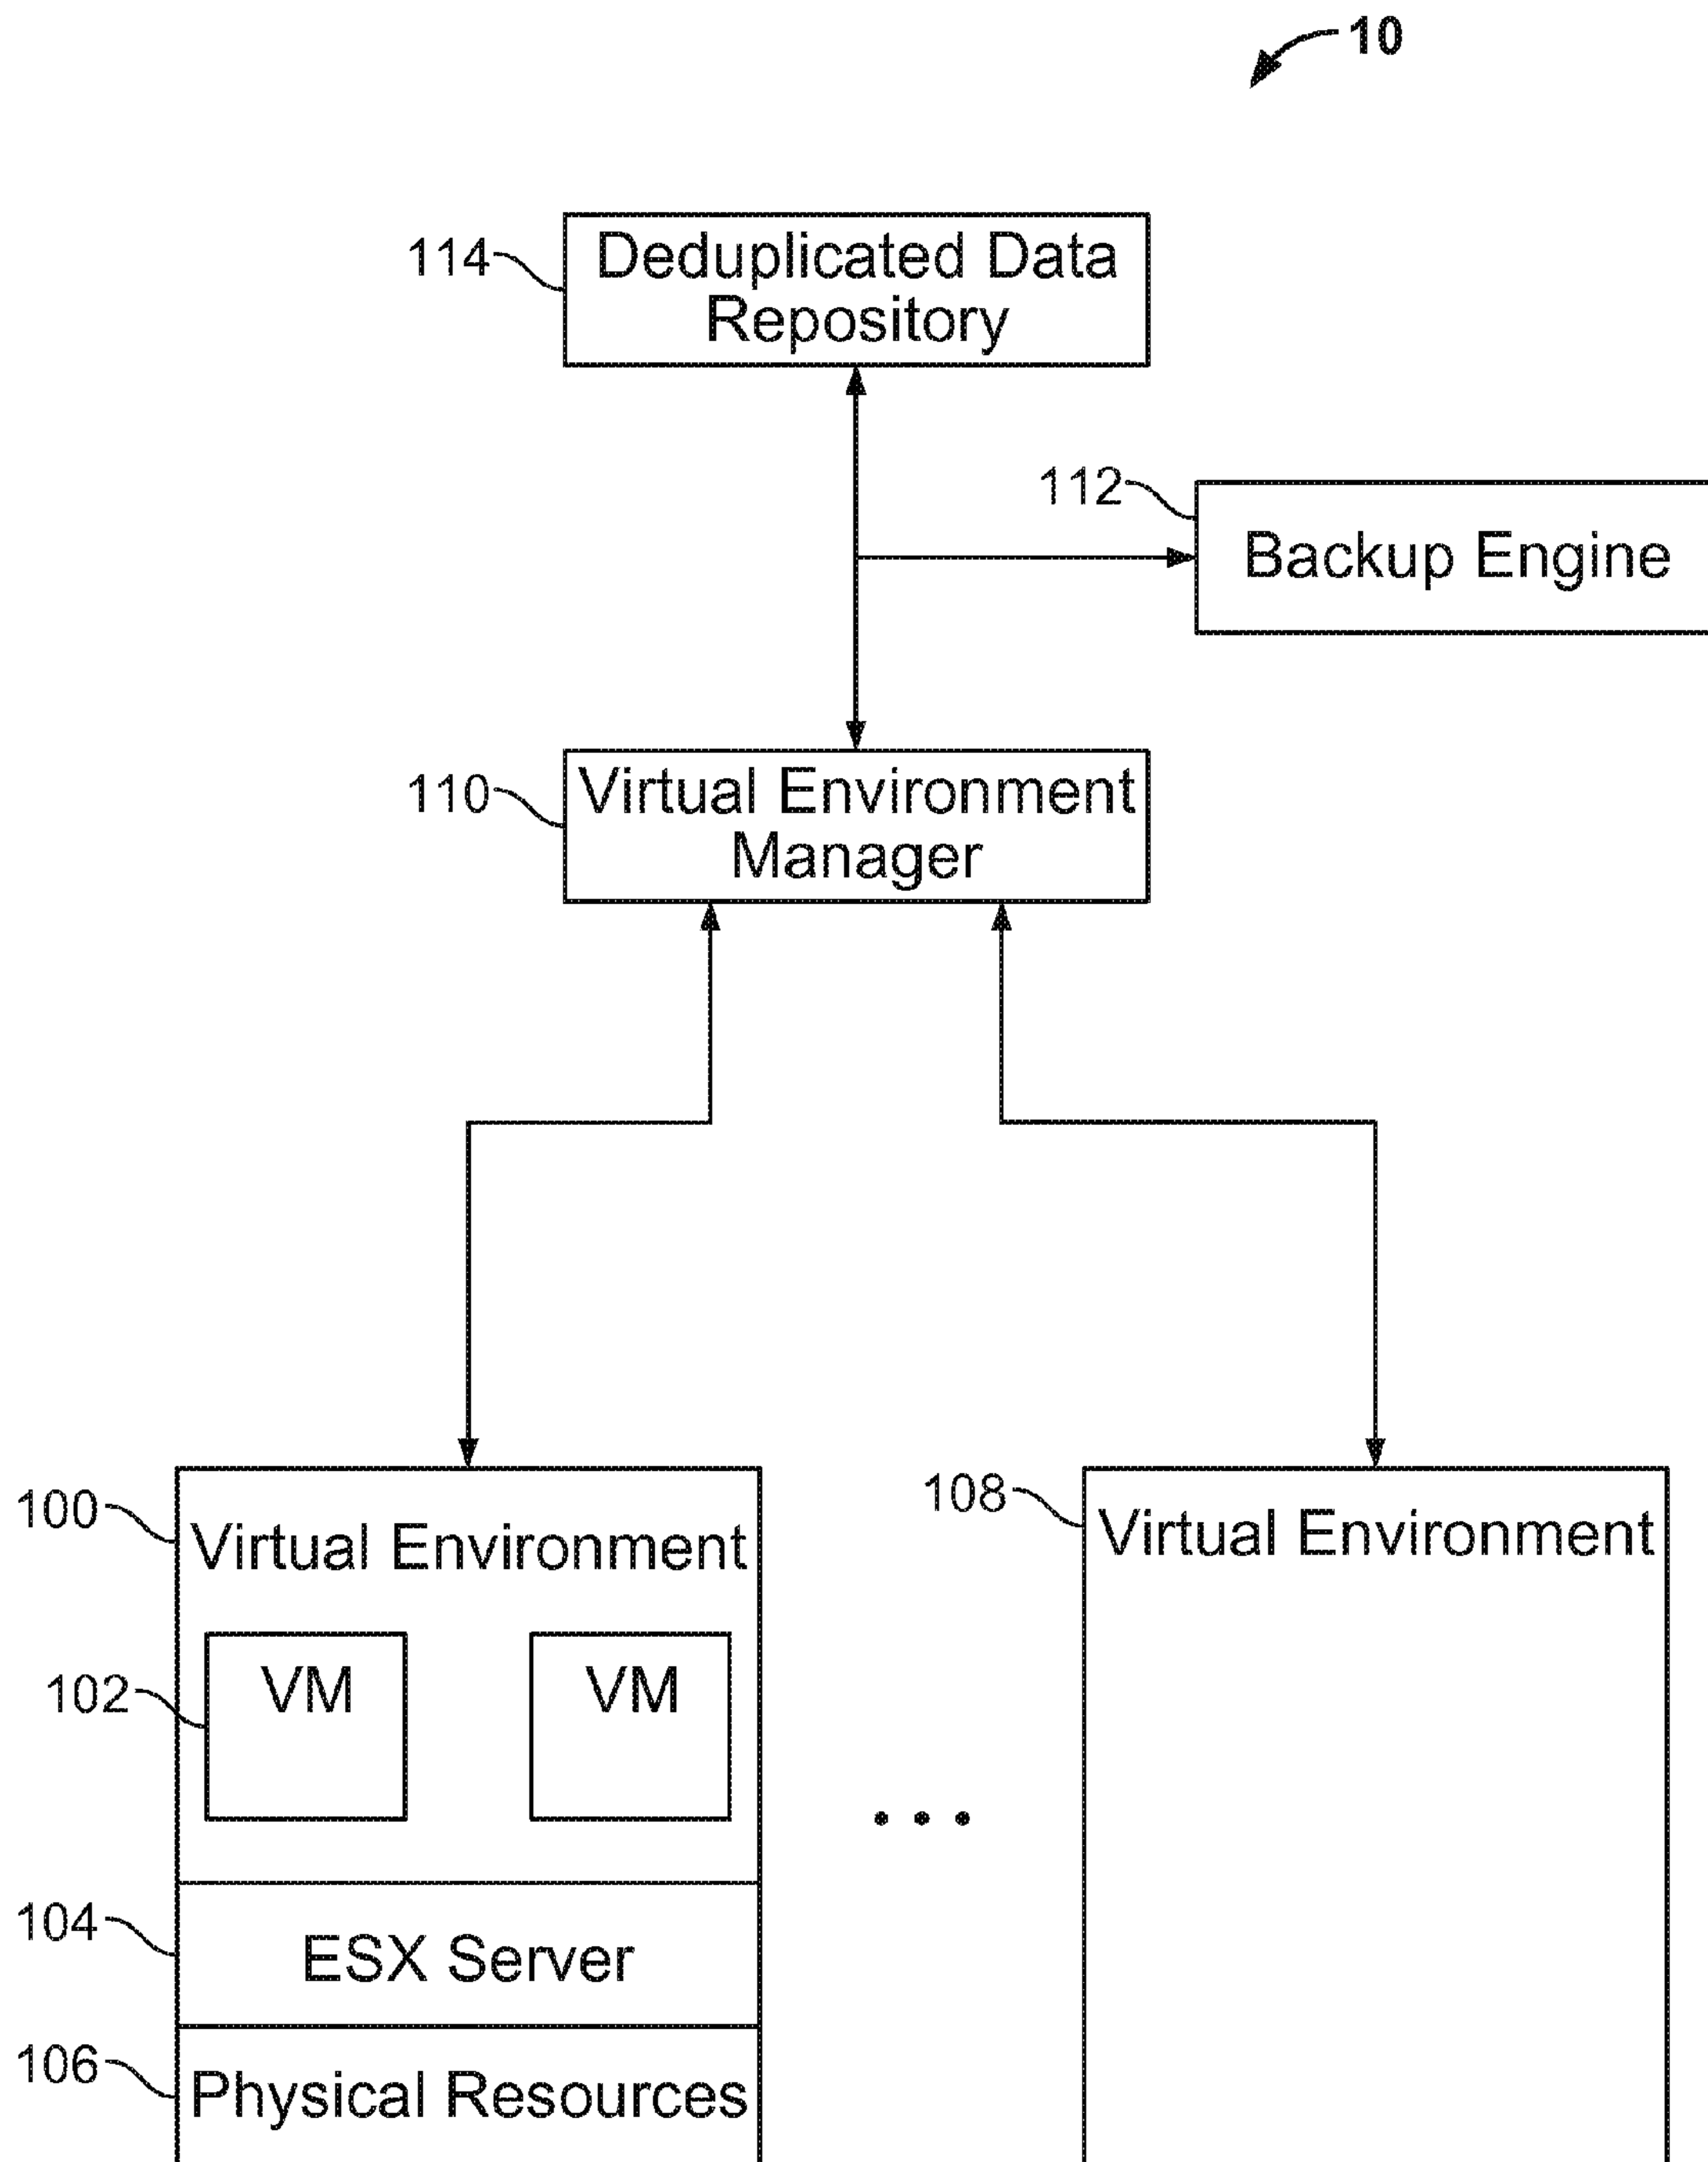 10
114
Deduplicated Data
Repository
112
Backup Engine
110
Virtual Environment
Manager
100
Virtual Environment
108
Virtual Environment
102
VM
VM
...
104
ESX Server
106
Physical Resources